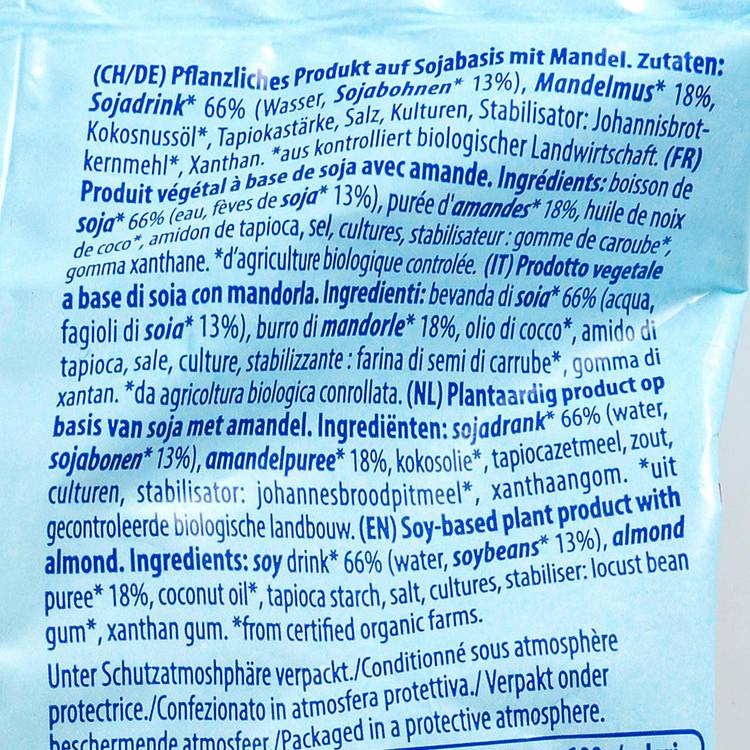 (CH/DE) Pflanzliches Produkt auf Sojabasis mit Mandel. Zutaten:
Sojadrink* 66% (Wasser, Sojabohnen* 13%), Mandelmus* 18%,
Kokosnussöl*, Tapiokastärke, Salz, Kulturen, Stabilisator: Johannisbrot-
kernmehl*, Xanthan. *aus kontrolliert biologischer Landwirtschaft. (FR)
Produit végétal à base de soja avec amande. Ingrédients: boisson de
soja* 66% (eau, fèves de soja* 13%), purée d'amandes* 18%, huile de noix
de coco*, amidon de tapioca, sel, cultures, stabilisateur : gomme de caroube*,
gomma xanthane. *d'agriculture biologique controlée. (IT) Prodotto vegetale
a base di soia con mandorla. Ingredienti: bevanda di soia* 66% (acqua,
fagioli di soia* 13%), burro di mandorle* 18%, olio di cocco*, amido di
tapioca, sale, culture, stabilizzante : farina di semi di carrube*, gomma di
xantan. *da agricoltura biologica conrollata. (NL) Plantaardig product op
basis van soja met amandel. Ingrediënten: sojadrank* 66% (water,
sojabonen* 13%), amandelpuree* 18%, kokosolie*, tapiocazetmeel, zout,
culturen, stabilisator: johannesbroodpitmeel*, xanthaangom. *uit
gecontroleerde biologische landbouw. (EN) Soy-based plant product with
almond. Ingredients: soy drink* 66% (water, soybeans* 13%), almond
puree* 18%, coconut oil*, tapioca starch, salt, cultures, stabiliser: locust bean
gum*, xanthan gum. *from certified organic farms.
Unter Schutzatmoshphäre verpackt./Conditionné sous atmosphère
protectrice./Confezionato in atmosfera protettiva./ Verpakt onder
beschermende atmosfeer /Packaged in a protective atmosphere.